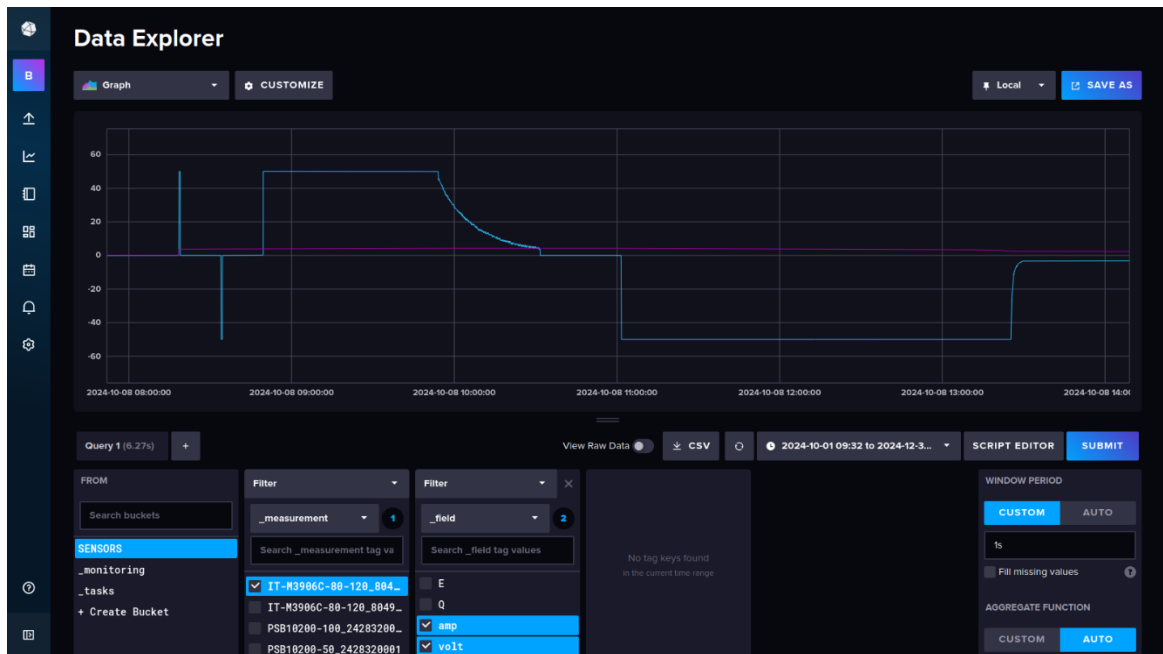 Data Explorer
B
Graph
CUSTOMIZE
Local
SAVE AS
60
40
20
0
-20
-40
-60
2024-10-08 08:00:00
2024-10-08 09:00:00
2024-10-08 10:00:00
2024-10-08 11:00:00
2024-10-08 12:00:00
2024-10-08 13:00:00
2024-10-08 14:0(
Query 1 (6.27s)
+
View Raw Data
CSV
2024-10-01 09:32 to 2024-12-3...
SCRIPT EDITOR
SUBMIT
FROM
Search buckets
SENSORS
_monitoring
_tasks
+ Create Bucket
Filter
_measurement
1
Search _measurement tag va
IT-M3906C-80-120_804…
IT-M3906C-80-120_8049…
PSB10200-100_24283200…
PSB10200-50_2428320001
Filter
_field
2
Search _field tag values
E
Q
amp
volt
No tag keys found
in the current time range
WINDOW PERIOD
CUSTOM
AUTO
1s
Fill missing values
AGGREGATE FUNCTION
CUSTOM
AUTO